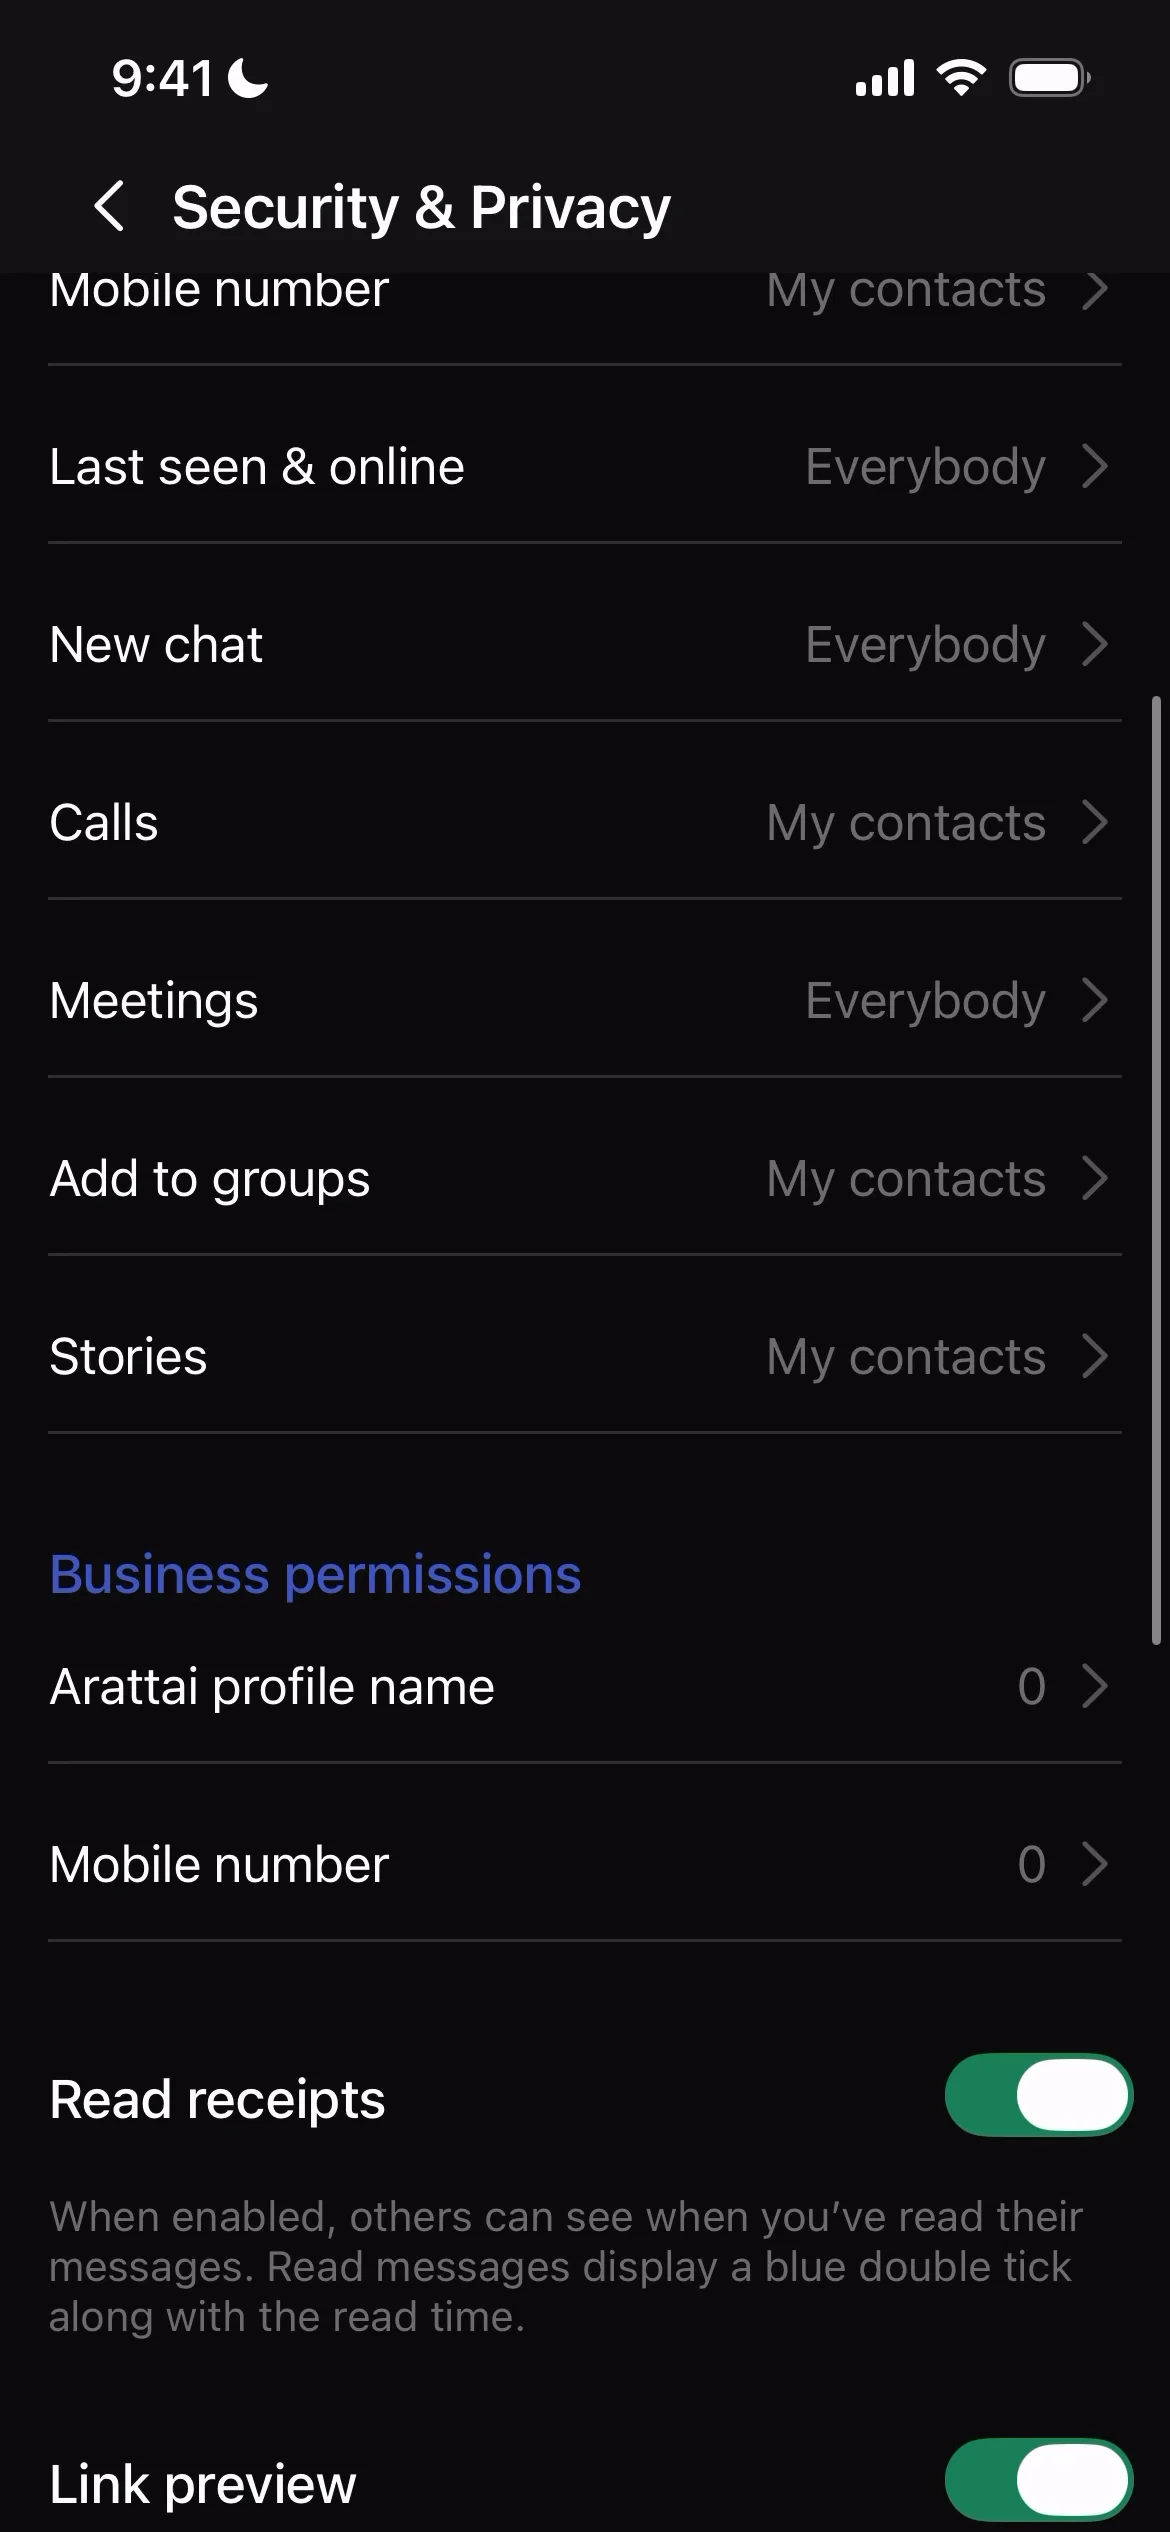 9:41
Security & Privacy
Mobile number My contacts
Last seen & online Everybody
New chat Everybody
Calls My contacts
Meetings Everybody
Add to groups My contacts
Stories My contacts
Business permissions
Arattai profile name 0
Mobile number 0
Read receipts
When enabled, others can see when you’ve read their
messages. Read messages display a blue double tick
along with the read time.
Link preview